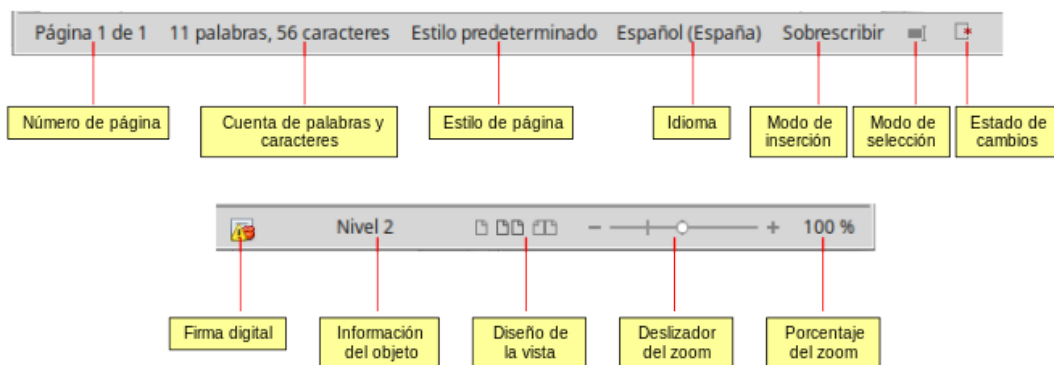 Página 1 de 1 11 palabras, 56 caracteres Estilo predeterminado Español (España) Sobrescribir
Número de página
Cuenta de palabras y
caracteres
Estilo de página
Idioma
Modo de
inserción
Modo de
selección
Estado de
cambios
Nivel 2 100 %
Firma digital
Información
del objeto
Diseño de
la vista
Deslizador
del zoom
Porcentaje
del zoom